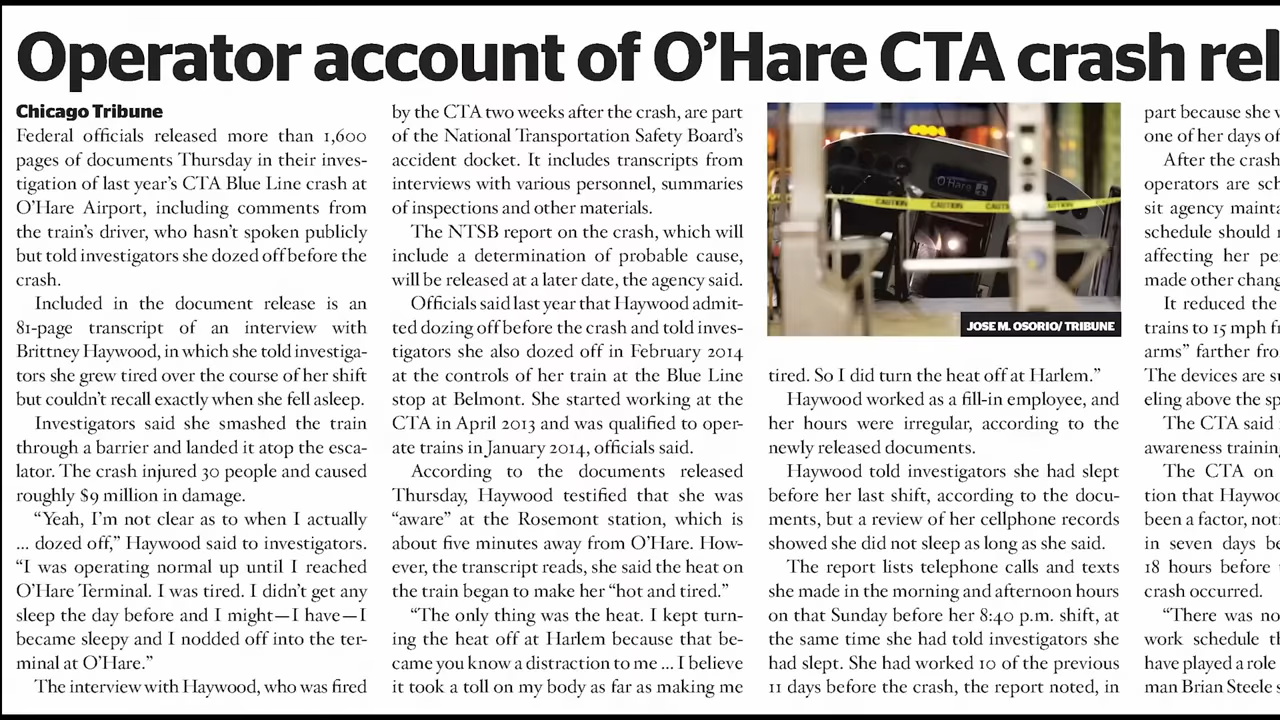 Operator account of O’Hare CTA crash rel
Chicago Tribune
Federal officials released more than 1,600
pages of documents Thursday in their inves-
tigation of last year’s CTA Blue Line crash at
O’Hare Airport, including comments from
the train’s driver, who hasn’t spoken publicly
but told investigators she dozed off before the
crash.
Included in the document release is an
81-page transcript of an interview with
Brittney Haywood, in which she told investiga-
tors she grew tired over the course of her shift
but couldn’t recall exactly when she fell asleep.
Investigators said she smashed the train
through a barrier and landed it atop the esca-
lator. The crash injured 30 people and caused
roughly $9 million in damage.
“Yeah, I’m not clear as to when I actually
... dozed off,” Haywood said to investigators.
“I was operating normal up until I reached
O’Hare Terminal. I was tired. I didn’t get any
sleep the day before and I might—I have—I
became sleepy and I nodded off into the ter-
minal at O’Hare.”
The interview with Haywood, who was fired
by the CTA two weeks after the crash, are part
of the National Transportation Safety Board’s
accident docket. It includes transcripts from
interviews with various personnel, summaries
of inspections and other materials.
The NTSB report on the crash, which will
include a determination of probable cause,
will be released at a later date, the agency said.
Officials said last year that Haywood admit-
ted dozing off before the crash and told inves-
tigators she also dozed off in February 2014
at the controls of her train at the Blue Line
stop at Belmont. She started working at the
CTA in April 2013 and was qualified to oper-
ate trains in January 2014, officials said.
According to the documents released
Thursday, Haywood testified that she was
“aware” at the Rosemont station, which is
about five minutes away from O’Hare. How-
ever, the transcript reads, she said the heat on
the train began to make her “hot and tired.”
“The only thing was the heat. I kept turn-
ing the heat off at Harlem because that be-
came you know a distraction to me ... I believe
it took a toll on my body as far as making me
O'Hare
CAUTION CAUTION CAUTION
JOSE M. OSORIO/ TRIBUNE
tired. So I did turn the heat off at Harlem.”
Haywood worked as a fill-in employee, and
her hours were irregular, according to the
newly released documents.
Haywood told investigators she had slept
before her last shift, according to the docu-
ments, but a review of her cellphone records
showed she did not sleep as long as she said.
The report lists telephone calls and texts
she made in the morning and afternoon hours
on that Sunday before her 8:40 p.m. shift, at
the same time she had told investigators she
had slept. She had worked 10 of the previous
11 days before the crash, the report noted, in
part because she
one of her days of
After the crash
operators are sch
sit agency mainta
schedule should
affecting her pe
made other chang
It reduced the
trains to 15 mph f
arms” farther fro
The devices are su
eling above the sp
The CTA said
awareness training
The CTA on
tion that Haywoo
been a factor, noti
in seven days be
18 hours before
crash occurred.
“There was no
work schedule th
have played a role
man Brian Steele s